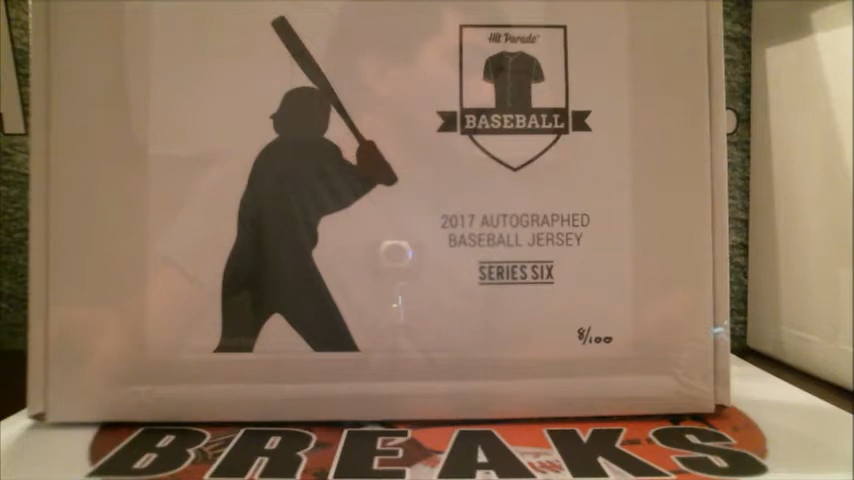 Hit Parade
BASEBALL
2017 AUTOGRAPHED
BASEBALL JERSEY
SERIES SIX
8/100
BREAKS